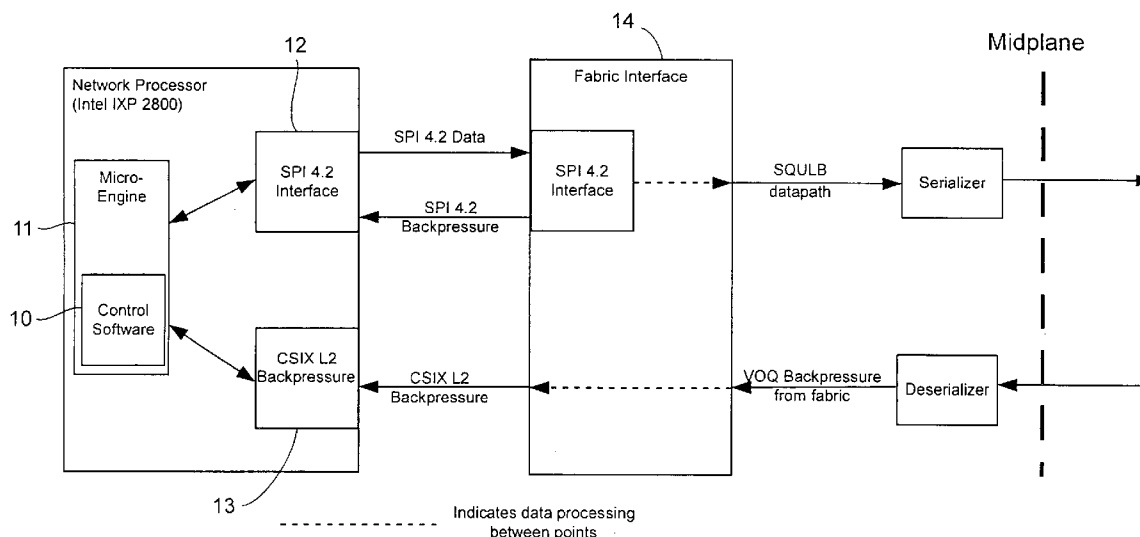 14
12
Midplane
Network Processor
(Intel IXP 2800)
Fabric Interface
SPI 4.2 Data
Micro-
Engine
SPI 4.2
Interface
SPI 4.2
Interface
SQULB
datapath
Serializer
11
SPI 4.2
Backpressure
10
Control
Software
CSIX L2
Backpressure
CSIX L2
Backpressure
VOQ Backpressure
from fabric
Deserializer
13
Indicates data processing
between points